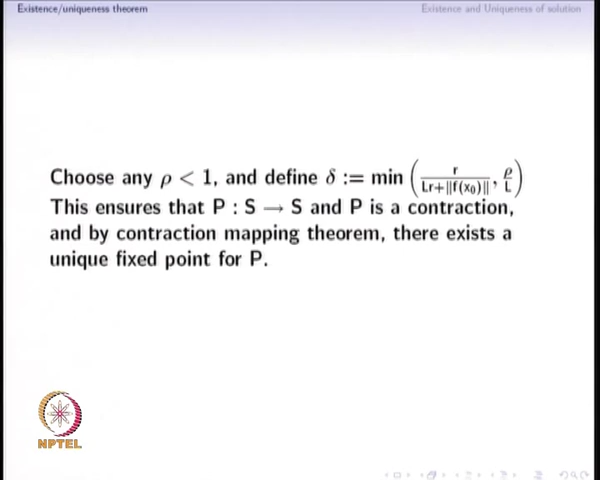 Existence/uniqueness theorem
Existence and Uniqueness of solution
Choose any ρ < 1, and define δ := min ( r / (Lr+||f(x₀)||) , ρ / L )
This ensures that P : S → S and P is a contraction,
and by contraction mapping theorem, there exists a
unique fixed point for P.
NPTEL